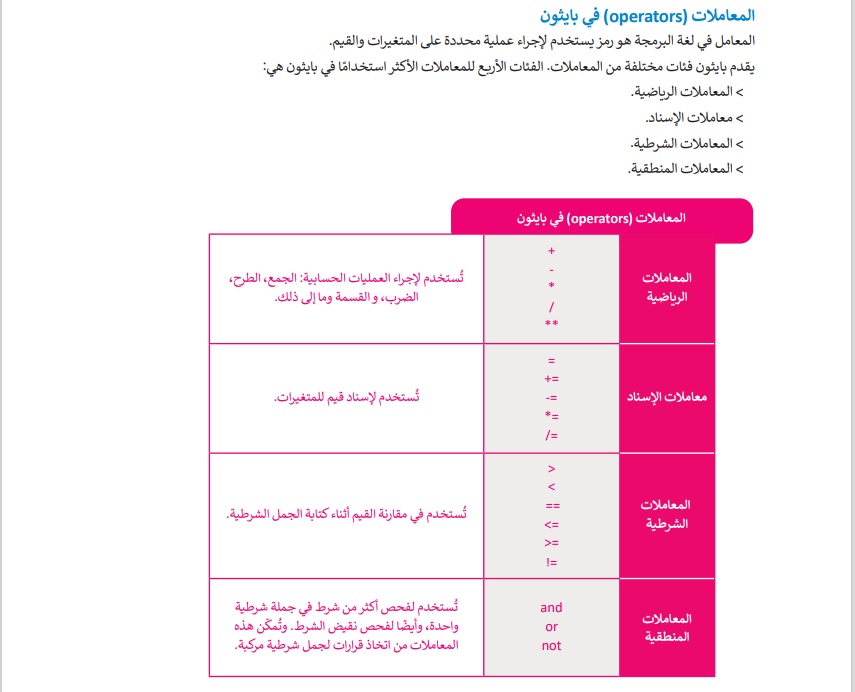 المعاملات (operators) في بايثون
المعامل في لغة البرمجة هو رمز يستخدم لإجراء عملية محددة على المتغيرات والقيم.
يقدم بايثون فئات مختلفة من المعاملات. الفئات الأربع للمعاملات الأكثر استخدامًا في بايثون هي:
> المعاملات الرياضية.
> معاملات الإسناد.
> المعاملات الشرطية.
> المعاملات المنطقية.
المعاملات (operators) في بايثون
المعاملات
الرياضية
+
-
*
/
**
تُستخدم لإجراء العمليات الحسابية: الجمع، الطرح،
الضرب، و القسمة وما إلى ذلك.
معاملات الإسناد
=
+=
-=
*=
/=
تُستخدم لإسناد قيم للمتغيرات.
المعاملات
الشرطية
>
<
==
<=
>=
!=
تُستخدم في مقارنة القيم أثناء كتابة الجمل الشرطية.
المعاملات
المنطقية
and
or
not
تُستخدم لفحص أكثر من شرط في جملة شرطية
واحدة، وأيضًا لفحص نقيض الشرط. وتُمكّن هذه
المعاملات من اتخاذ قرارات لجمل شرطية مركبة.